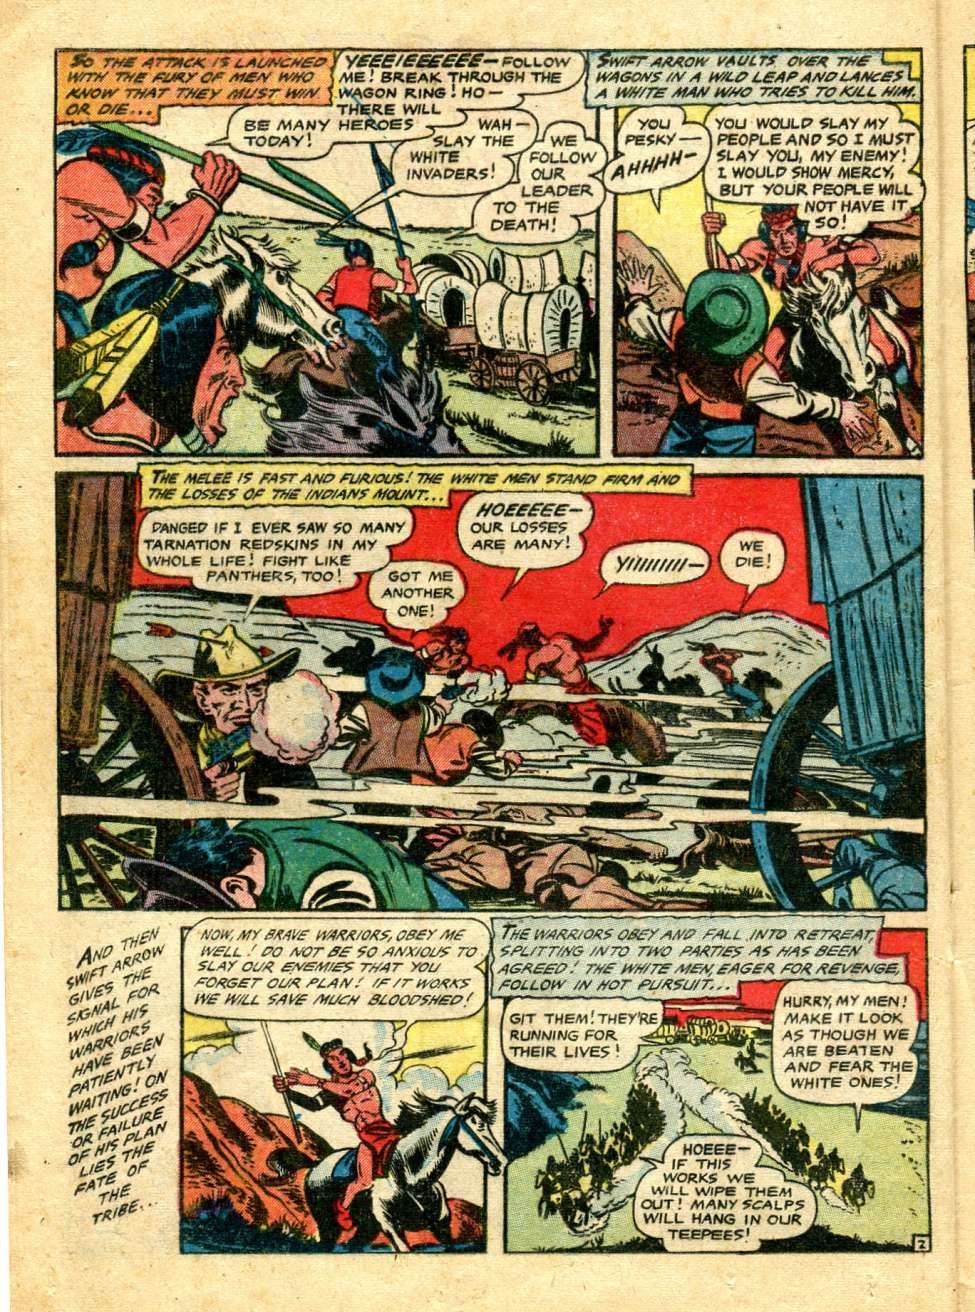 SO THE ATTACK IS LAUNCHED
WITH THE FURY OF MEN WHO
KNOW THAT THEY MUST WIN
OR DIE...
YEEEIEEEEEE— FOLLOW
ME! BREAK THROUGH THE
WAGON RING! HO—
THERE WILL
BE MANY HEROES
TODAY!
WAH—
SLAY THE
WHITE
INVADERS!
WE
FOLLOW
OUR
LEADER
TO THE
DEATH!
SWIFT ARROW VAULTS OVER THE
WAGONS IN A WILD LEAP AND LANCES
A WHITE MAN WHO TRIES TO KILL HIM.
YOU
PESKY—
AHHHH—
YOU WOULD SLAY MY
PEOPLE AND SO I MUST
SLAY YOU, MY ENEMY!
I WOULD SHOW MERCY,
BUT YOUR PEOPLE WILL
NOT HAVE IT
SO!
THE MELEE IS FAST AND FURIOUS! THE WHITE MEN STAND FIRM AND
THE LOSSES OF THE INDIANS MOUNT...
DANGED IF I EVER SAW SO MANY
TARNATION REDSKINS IN MY
WHOLE LIFE! FIGHT LIKE
PANTHERS, TOO!
GOT ME
ANOTHER
ONE!
HOEEEEE—
OUR LOSSES
ARE MANY!
YIIIIIIIII—
WE
DIE!
AND THEN
SWIFT ARROW
GIVES THE
SIGNAL FOR
WHICH HIS
WARRIORS
HAVE BEEN
PATIENTLY
WAITING! ON
THE SUCCESS
OR FAILURE
OF HIS PLAN
LIES THE
FATE OF
THE
TRIBE...
NOW, MY BRAVE WARRIORS, OBEY ME
WELL! DO NOT BE SO ANXIOUS TO
SLAY OUR ENEMIES THAT YOU
FORGET OUR PLAN! IF IT WORKS
WE WILL SAVE MUCH BLOODSHED!
THE WARRIORS OBEY AND FALL INTO RETREAT,
SPLITTING INTO TWO PARTIES AS HAS BEEN
AGREED! THE WHITE MEN, EAGER FOR REVENGE,
FOLLOW IN HOT PURSUIT...
GIT THEM! THEY'RE
RUNNING FOR
THEIR LIVES!
HURRY, MY MEN!
MAKE IT LOOK
AS THOUGH WE
ARE BEATEN
AND FEAR THE
WHITE ONES!
HOEEE—
IF THIS
WORKS WE
WILL WIPE THEM
OUT! MANY SCALPS
WILL HANG IN OUR
TEEPEES!
2